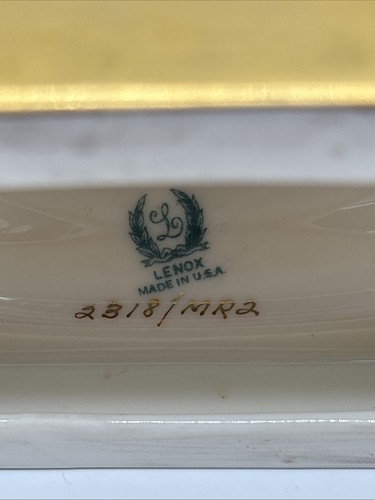 L
LENOX
MADE IN U.S.A.
2318/MR2